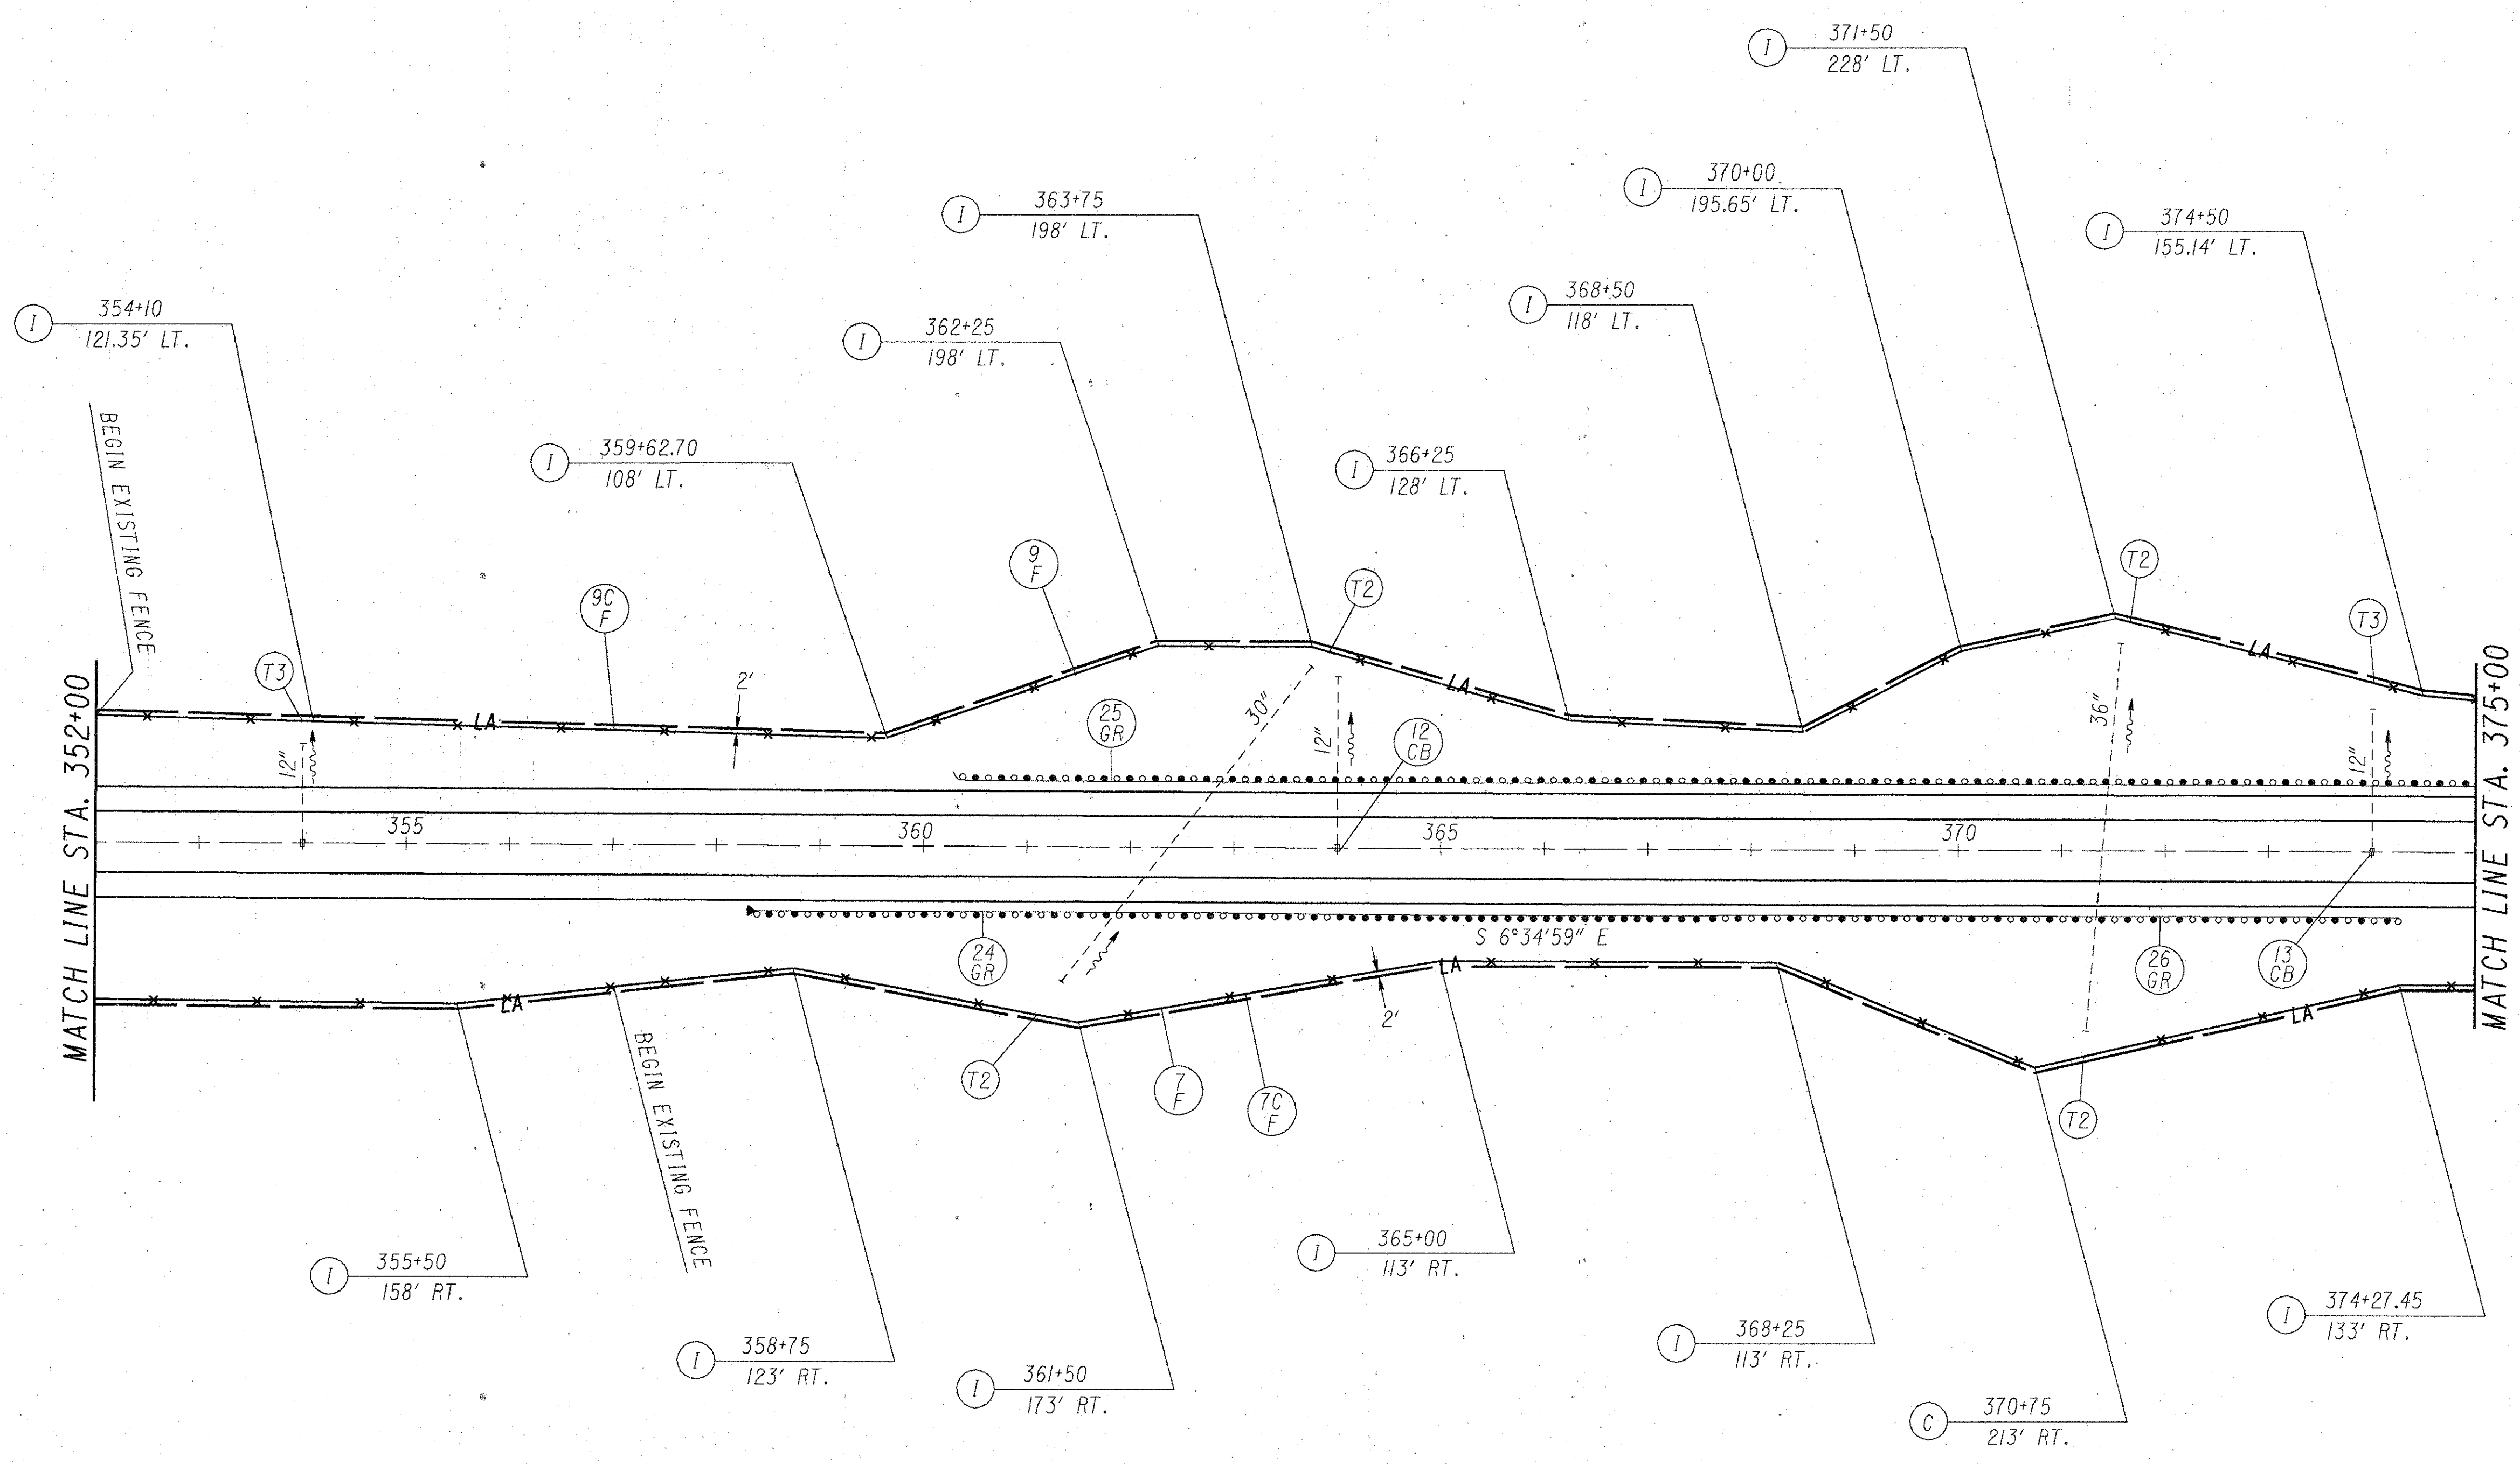 I
371+50
228' LT.
I
370+00
195.65' LT.
I
363+75
198' LT.
I
374+50
155.14' LT.
I
354+10
121.35' LT.
I
368+50
118' LT.
I
362+25
198' LT.
BEGIN EXISTING FENCE
I
359+62.70
108' LT.
I
366+25
128' LT.
9
F
9C
F
T2
T2
T3
T3
2'
LA
LA
LA
25
GR
30"
12"
12"
12
CB
36"
12"
MATCH LINE STA. 352+00
MATCH LINE STA. 375+00
355
360
365
370
S 6°34'59" E
24
GR
26
GR
13
CB
LA
LA
LA
2'
T2
7
F
7C
F
T2
BEGIN EXISTING FENCE
I
355+50
158' RT.
I
365+00
113' RT.
I
358+75
123' RT.
I
361+50
173' RT.
I
368+25
113' RT.
I
374+27.45
133' RT.
C
370+75
213' RT.